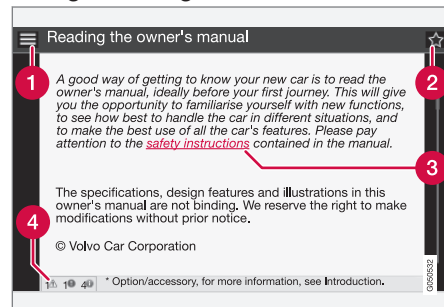 Reading the owner's manual
1
2
A good way of getting to know your new car is to read the
owner's manual, ideally before your first journey. This will give
you the opportunity to familiarise yourself with new functions,
to see how best to handle the car in different situations, and
to make the best use of all the car's features. Please pay
attention to the safety instructions contained in the manual.
3
The specifications, design features and illustrations in this
owner's manual are not binding. We reserve the right to make
modifications without prior notice.
4
© Volvo Car Corporation
1 1 4 * Option/accessory, for more information, see Introduction.
G050532